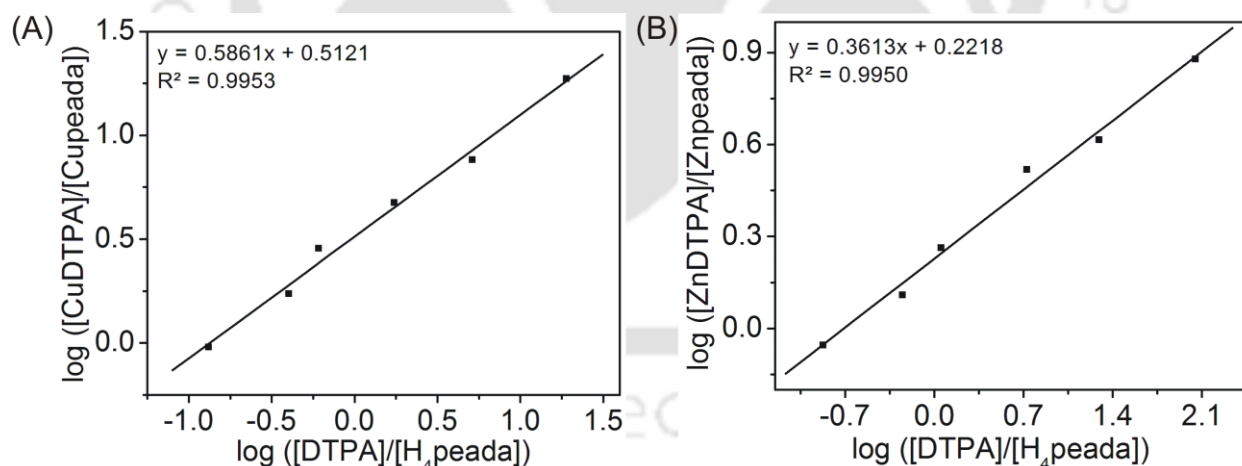 (A)
y = 0.5861x + 0.5121
R² = 0.9953
log ([CuDTPA]/[Cupeada])
1.5
1.0
0.5
0.0
-1.0 -0.5 0.0 0.5 1.0 1.5
log ([DTPA]/[H₄peada])
(B)
y = 0.3613x + 0.2218
R² = 0.9950
log ([ZnDTPA]/[Znpeada])
0.9
0.6
0.3
0.0
-0.7 0.0 0.7 1.4 2.1
log ([DTPA]/[H₄peada])